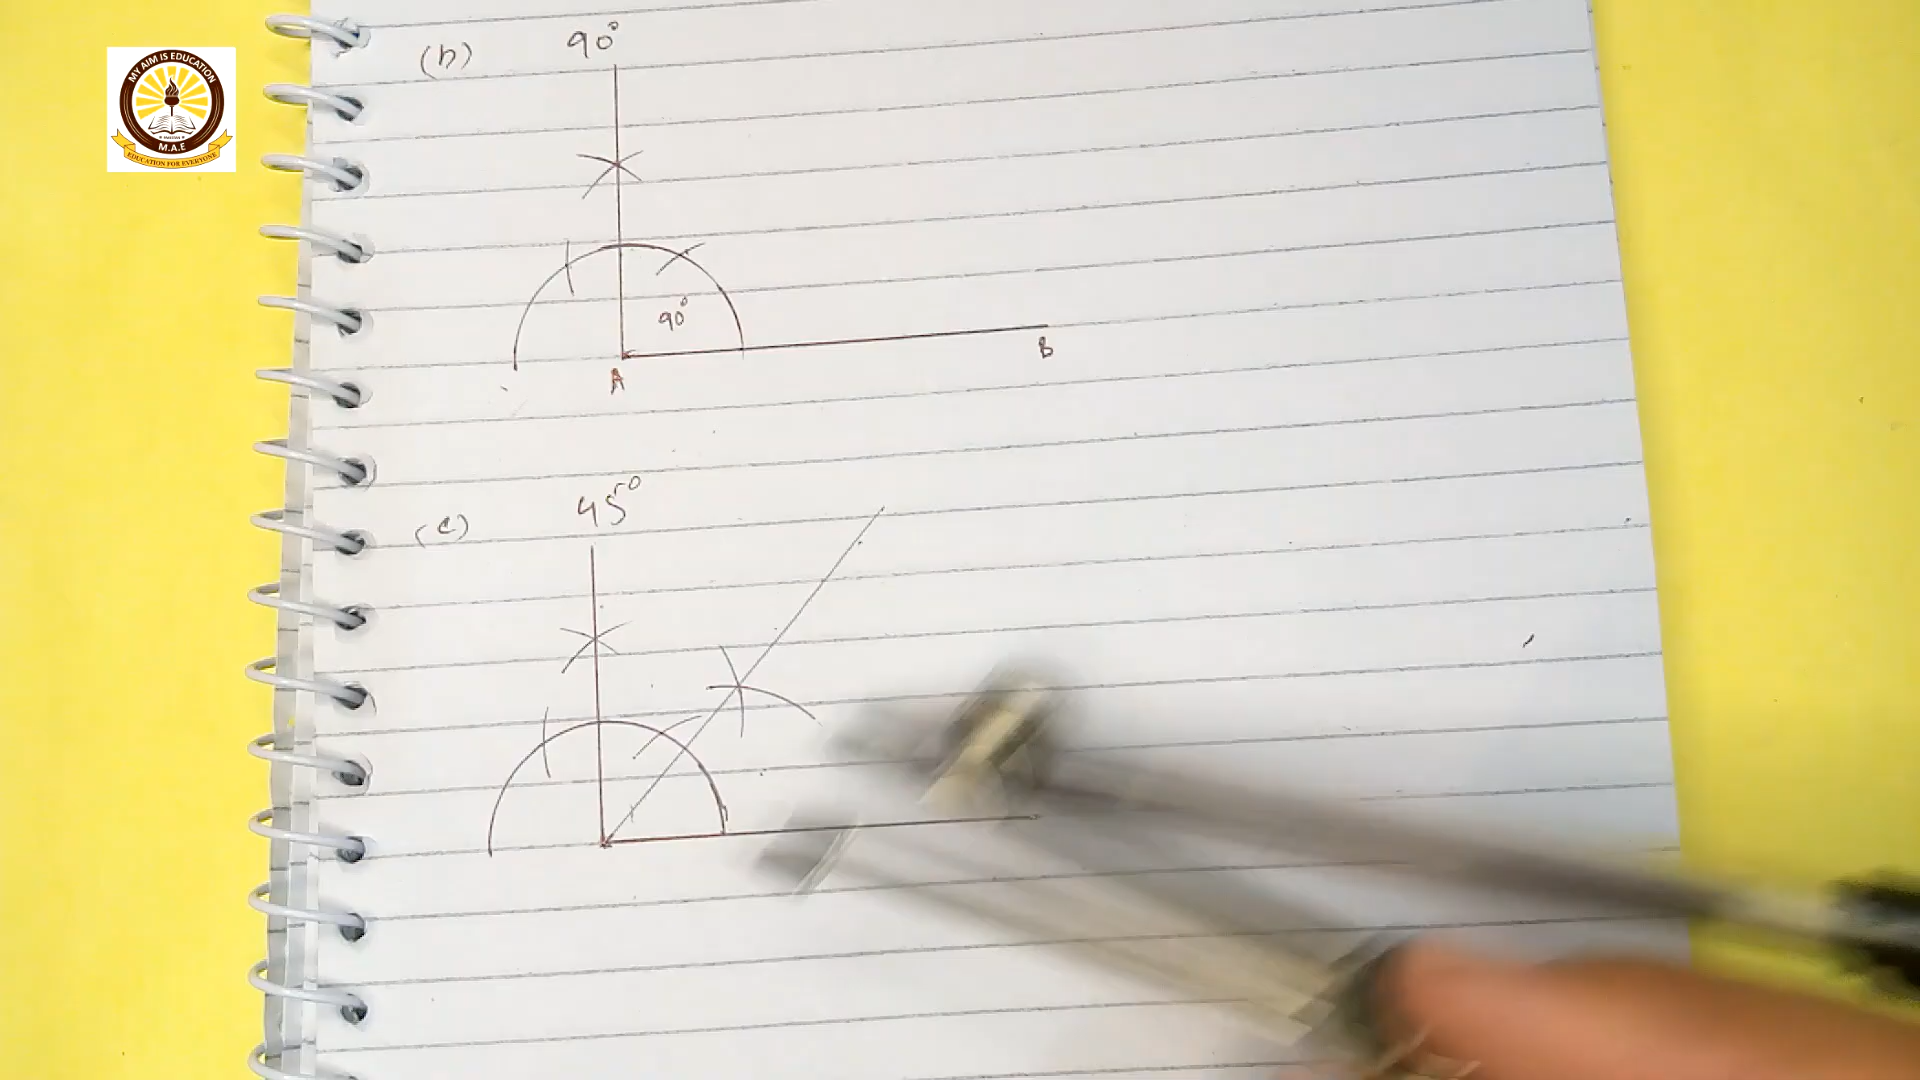 MY AIM IS EDUCATION
M.A.E
EDUCATION FOR EVERYONE
(b) 90°
90°
A B
(c) 45°